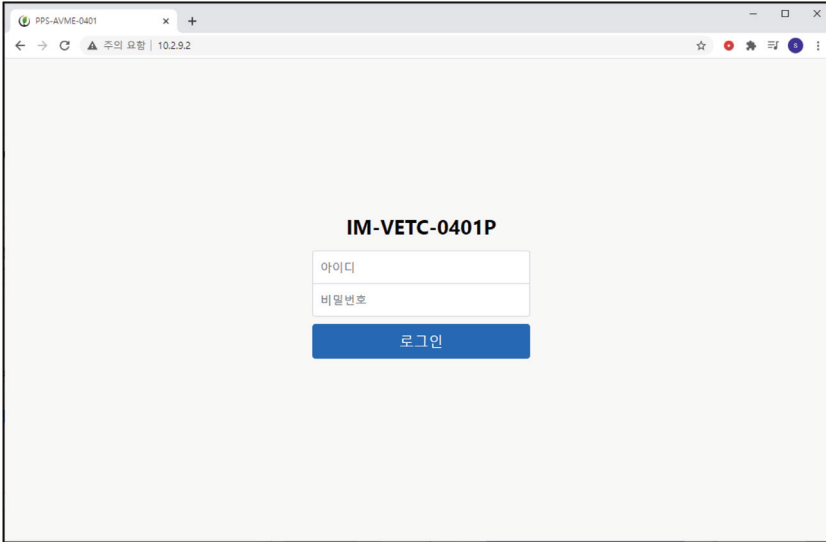 PPS-AVME-0401
주의 요함 | 10.2.9.2
IM-VETC-0401P
아이디
비밀번호
로그인